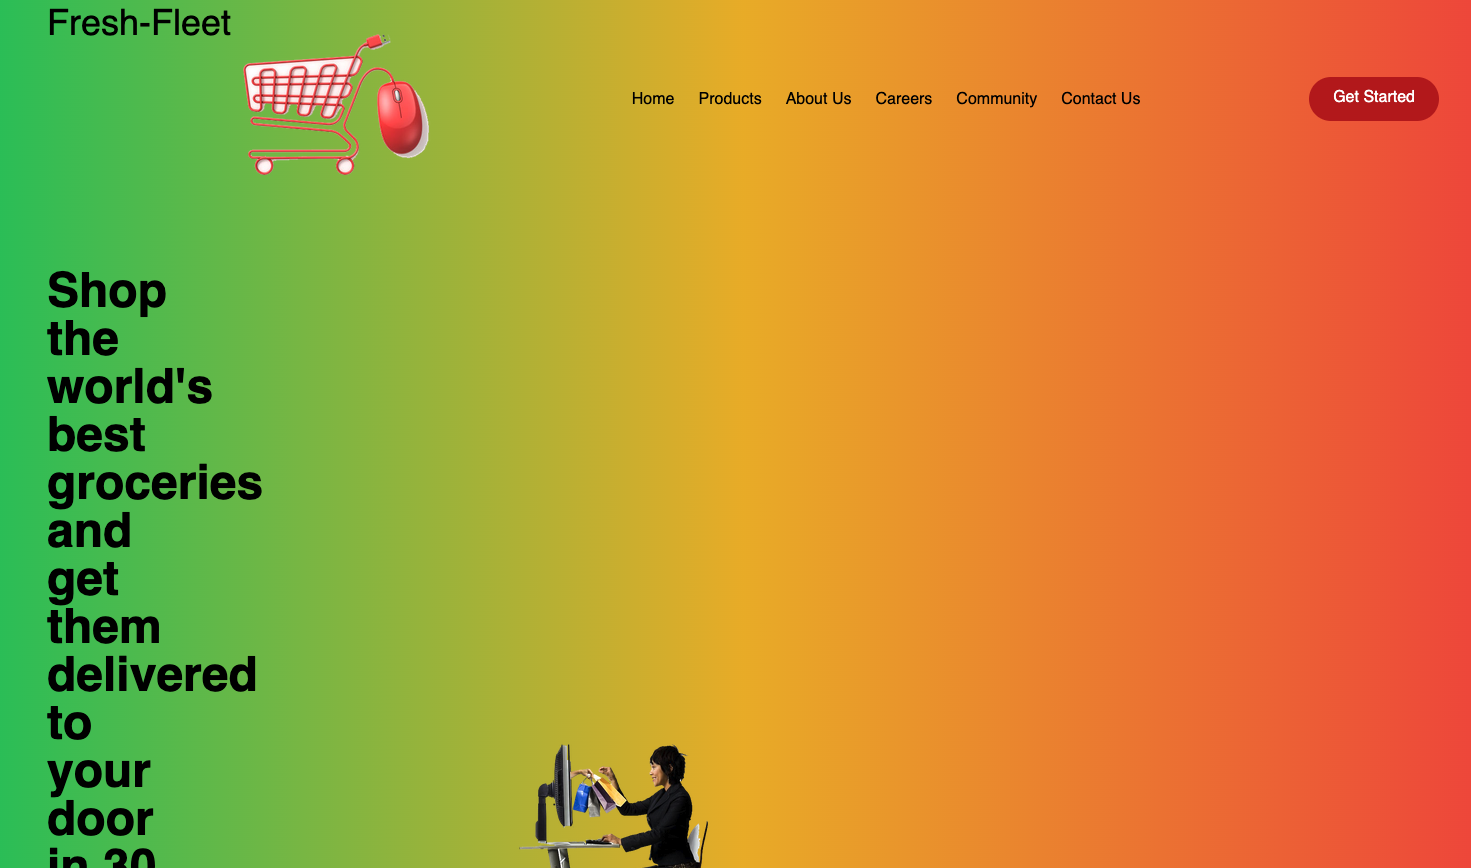 Fresh-Fleet
Home Products About Us Careers Community Contact Us
Get Started
Shop
the
world's
best
groceries
and
get
them
delivered
to
your
door
in 30